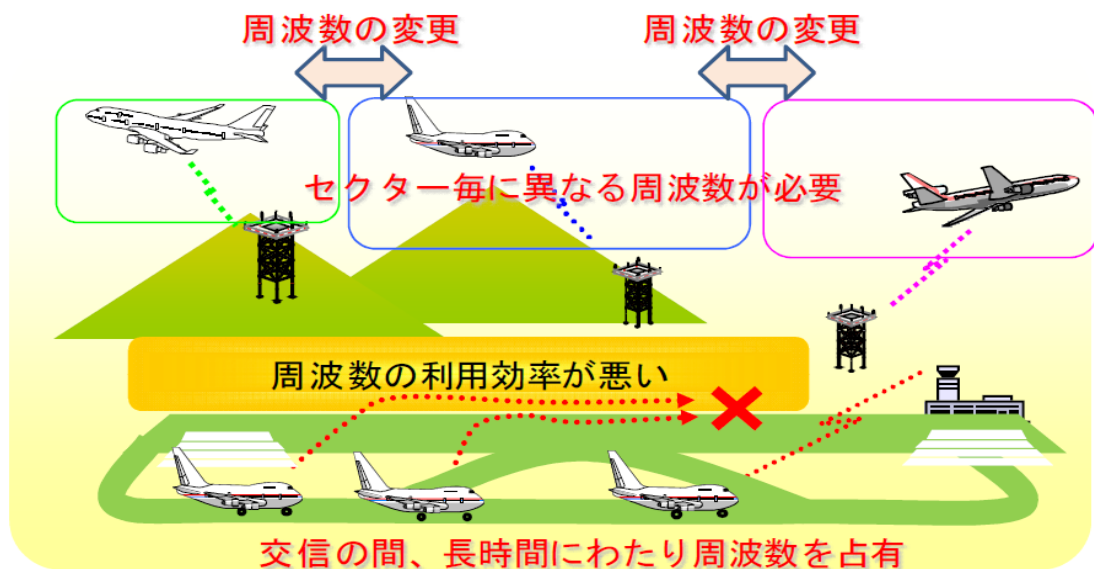 周波数の変更
周波数の変更
セクター毎に異なる周波数が必要
周波数の利用効率が悪い
交信の間、長時間にわたり周波数を占有